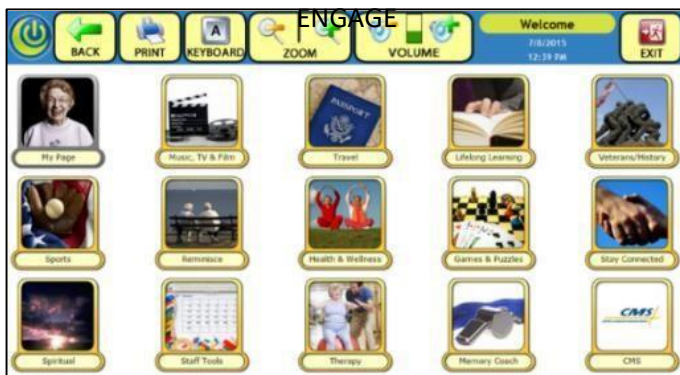 ENGAGE
BACK PRINT A KEYBOARD ZOOM VOLUME Welcome EXIT
7/8/2015
12:39 PM
PASSPORT
My Page Music, TV & Film Travel Lifelong Learning Veterans/History
Sports Reminisce Health & Wellness Games & Puzzles Stay Connected
CMS
Spiritual Staff Tools Therapy Memory Coach CMS